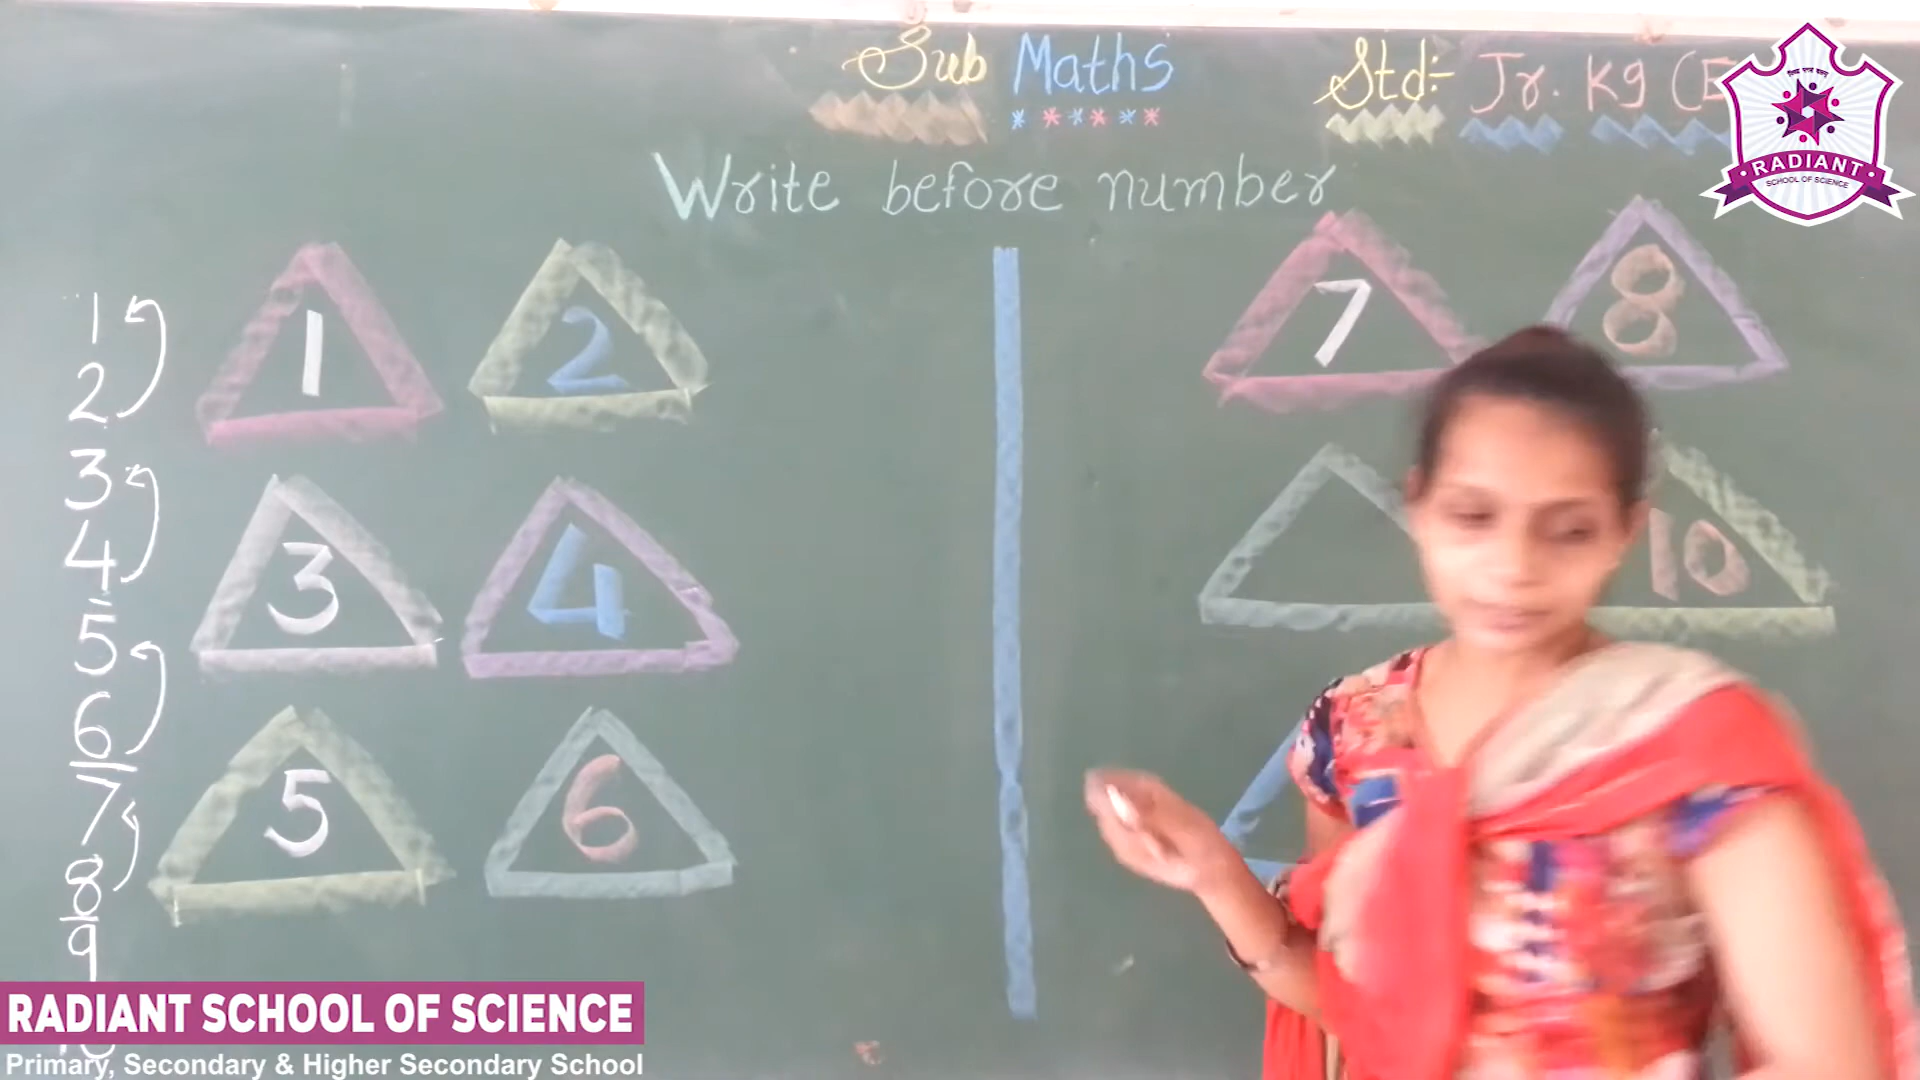 Sub Maths
Std:- Jr. Kg (E
RADIANT
SCHOOL OF SCIENCE
Write before number
1
2
3
4
5
6
7
8
9
1 2
3 4
5 6
7 8
10
RADIANT SCHOOL OF SCIENCE
Primary, Secondary & Higher Secondary School